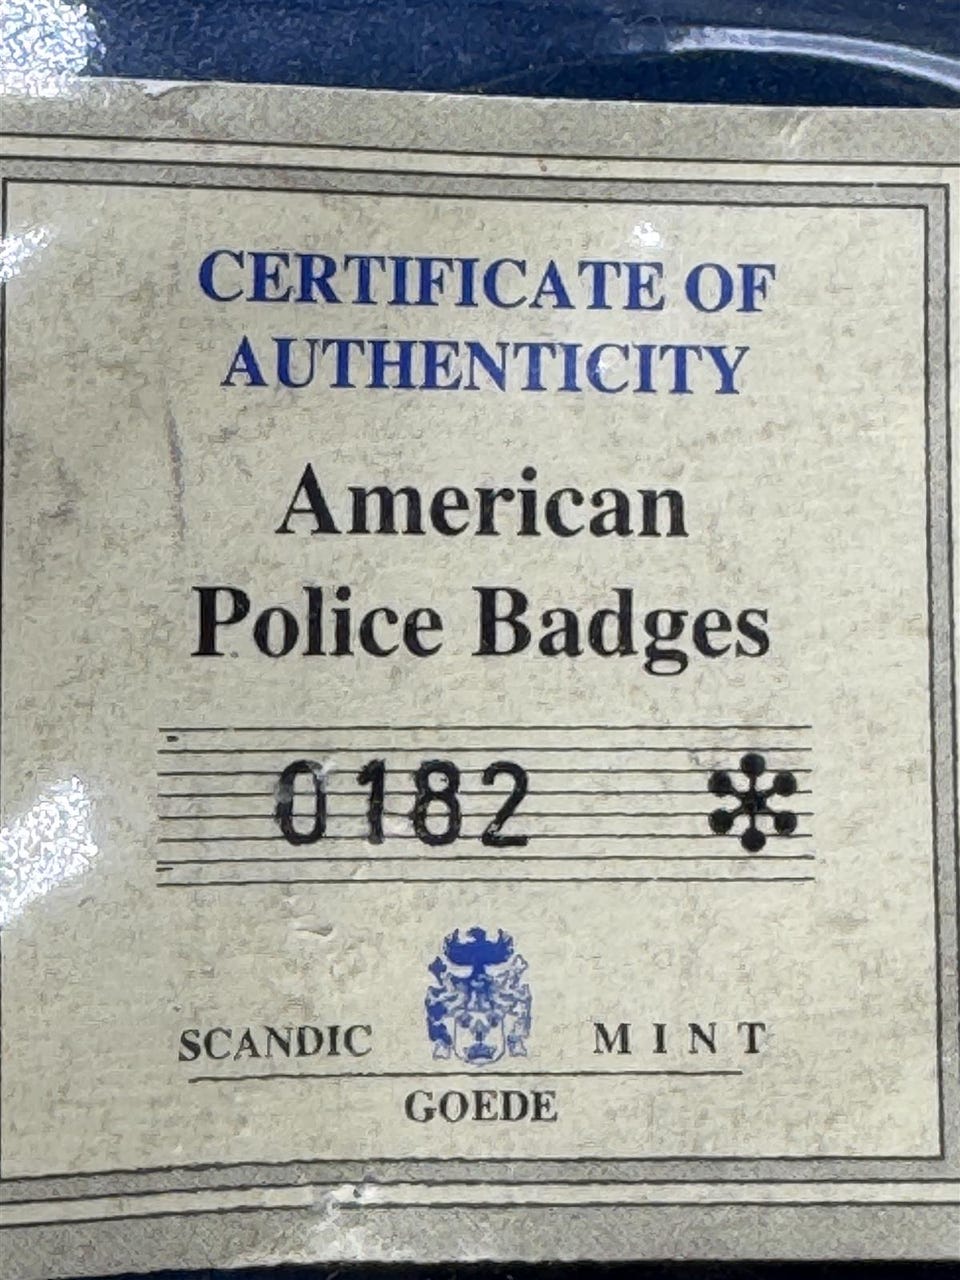 CERTIFICATE OF
AUTHENTICITY
American
Police Badges
0182 *
SCANDIC MINT
GOEDE